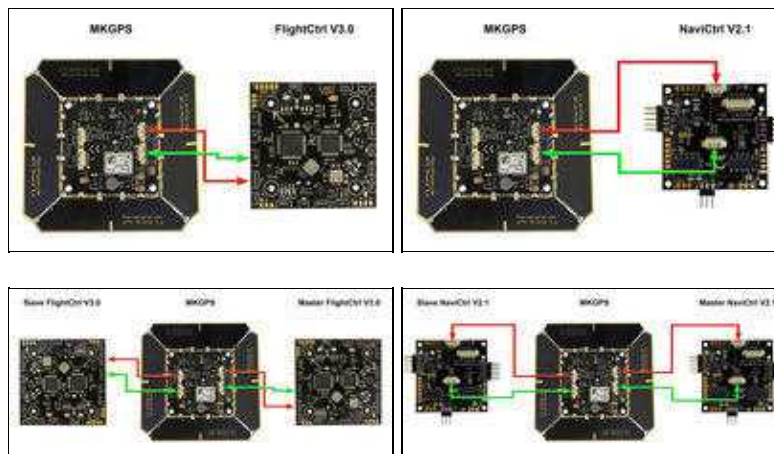 MKGPS FlightCtrl V3.0
MKGPS NaviCtrl V2.1
Slave FlightCtrl V3.0 MKGPS Master FlightCtrl V3.0
Slave NaviCtrl V2.1 MKGPS Master NaviCtrl V2.1